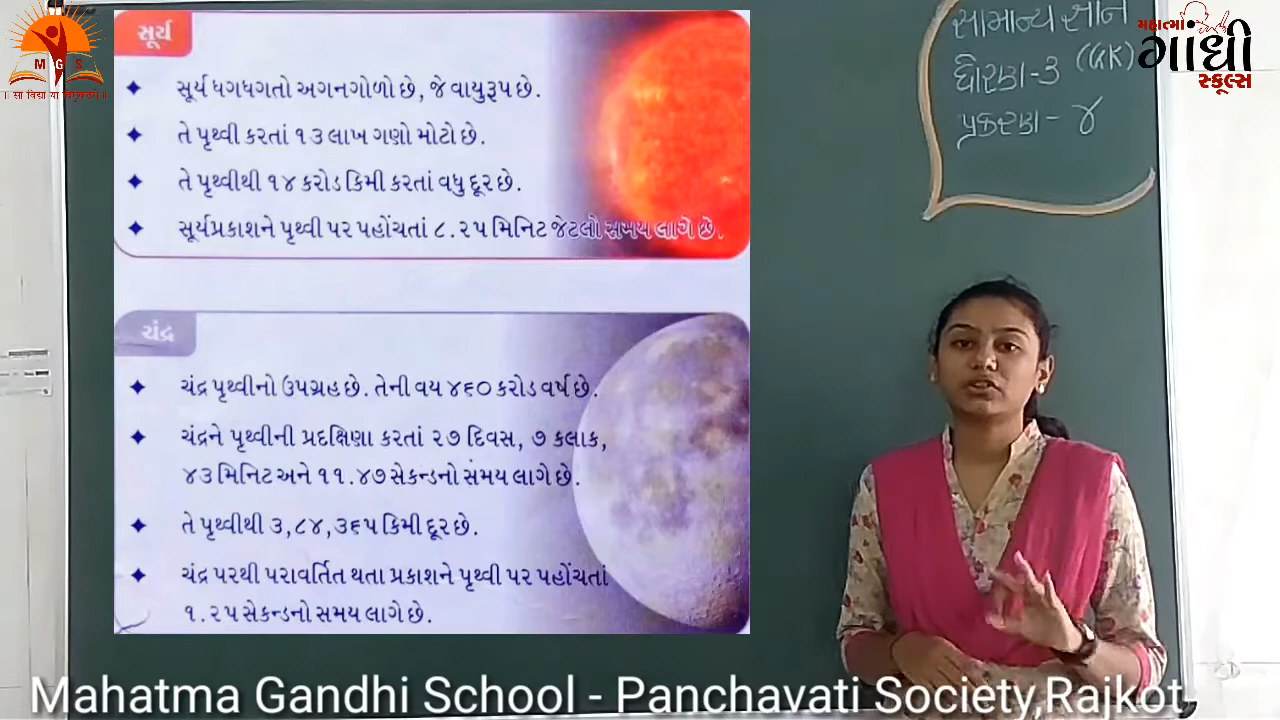 M G S
॥ सा विद्या या विमुक्तये ॥
સૂર્ય
સૂર્ય ધગધગતો અગનગોળો છે, જે વાયુરૂપ છે.
તે પૃથ્વી કરતાં ૧૩ લાખ ગણો મોટો છે.
તે પૃથ્વીથી ૧૪ કરોડ કિમી કરતાં વધુ દૂર છે.
સૂર્યપ્રકાશને પૃથ્વી પર પહોંચતાં ૮.૨૫ મિનિટ જેટલો સમય લાગે છે.
ચંદ્ર
ચંદ્ર પૃથ્વીનો ઉપગ્રહ છે. તેની વય ૪૬૦ કરોડ વર્ષ છે.
ચંદ્રને પૃથ્વીની પ્રદક્ષિણા કરતાં ૨૭ દિવસ, ૭ કલાક,
૪૩ મિનિટ અને ૧૧.૪૭ સેકન્ડનો સમય લાગે છે.
તે પૃથ્વીથી ૩,૮૪,૩૬૫ કિમી દૂર છે.
ચંદ્ર પરથી પરાવર્તિત થતા પ્રકાશને પૃથ્વી પર પહોંચતાં
૧.૨૫ સેકન્ડનો સમય લાગે છે.
સામાન્ય જ્ઞાન
(GK)
ધોરણ-૩
પ્રકરણ - ૪
મહાત્મા
ગાંધી
સ્કૂલ્સ
Mahatma Gandhi School - Panchavati Society,Rajkot-